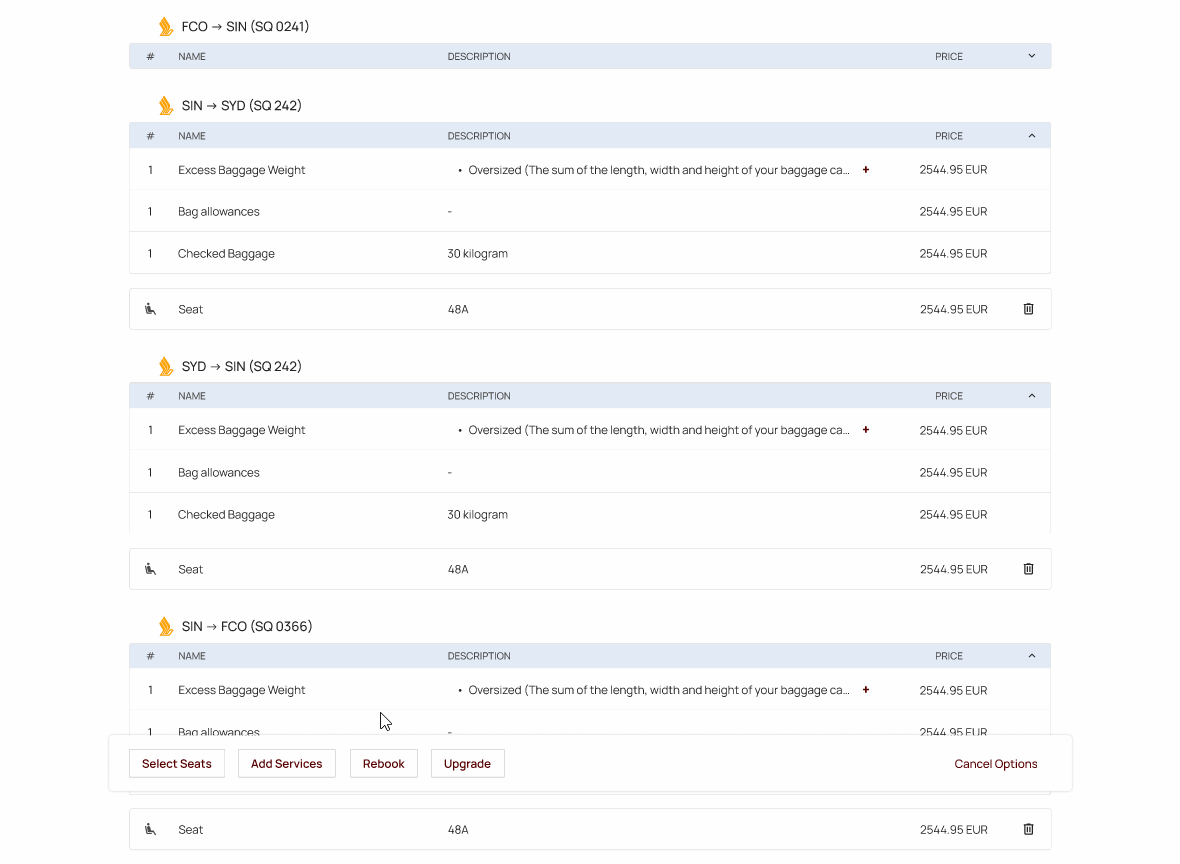 FCO → SIN (SQ 0241)
# NAME DESCRIPTION PRICE
SIN → SYD (SQ 242)
# NAME DESCRIPTION PRICE
1 Excess Baggage Weight • Oversized (The sum of the length, width and height of your baggage ca... + 2544.95 EUR
1 Bag allowances - 2544.95 EUR
1 Checked Baggage 30 kilogram 2544.95 EUR
Seat 48A 2544.95 EUR
SYD → SIN (SQ 242)
# NAME DESCRIPTION PRICE
1 Excess Baggage Weight • Oversized (The sum of the length, width and height of your baggage ca... + 2544.95 EUR
1 Bag allowances - 2544.95 EUR
1 Checked Baggage 30 kilogram 2544.95 EUR
Seat 48A 2544.95 EUR
SIN → FCO (SQ 0366)
# NAME DESCRIPTION PRICE
1 Excess Baggage Weight • Oversized (The sum of the length, width and height of your baggage ca... + 2544.95 EUR
1 Bag allowances - 2544.95 EUR
Select Seats Add Services Rebook Upgrade Cancel Options
Seat 48A 2544.95 EUR